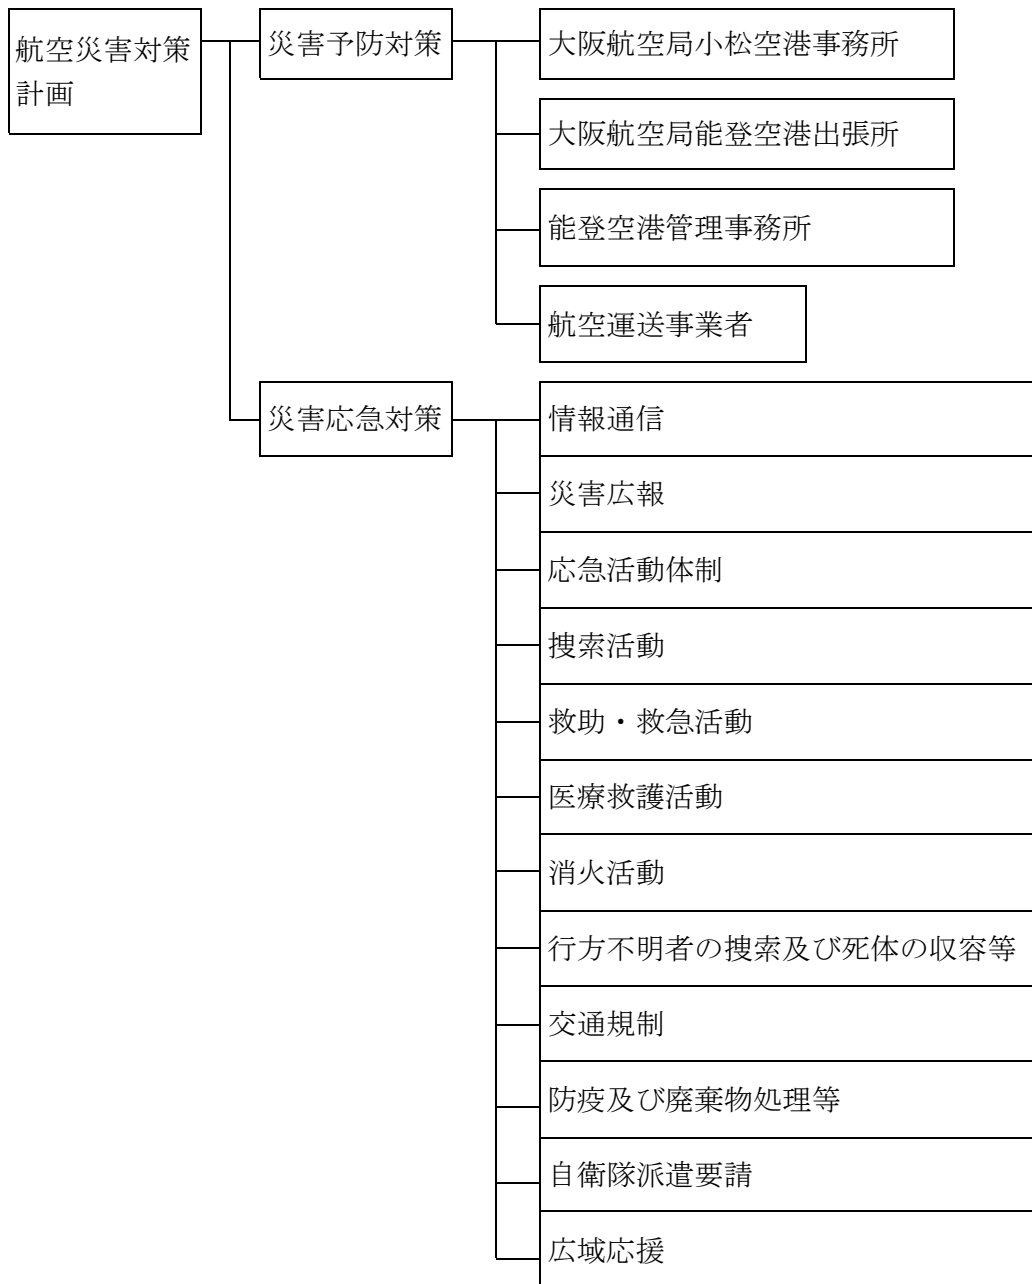 航空災害対策
計画
災害予防対策
大阪航空局小松空港事務所
大阪航空局能登空港出張所
能登空港管理事務所
航空運送事業者
災害応急対策
情報通信
災害広報
応急活動体制
捜索活動
救助・救急活動
医療救護活動
消火活動
行方不明者の捜索及び死体の収容等
交通規制
防疫及び廃棄物処理等
自衛隊派遣要請
広域応援